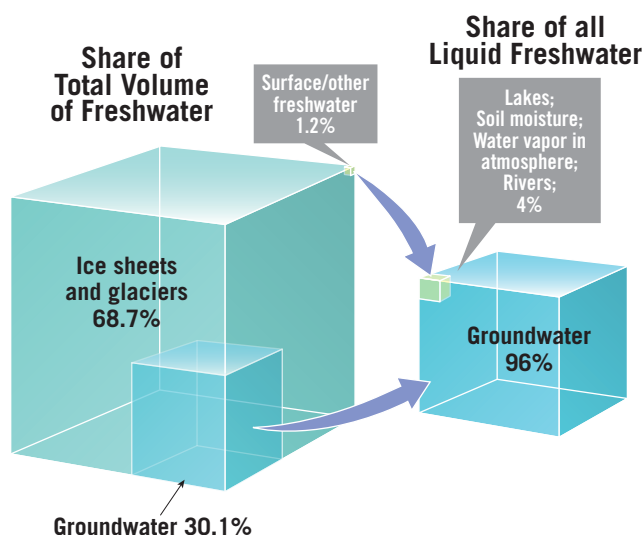 Share of
Total Volume
of Freshwater
Surface/other
freshwater
1.2%
Ice sheets
and glaciers
68.7%
Groundwater 30.1%
Share of all
Liquid Freshwater
Lakes;
Soil moisture;
Water vapor in
atmosphere;
Rivers;
4%
Groundwater
96%